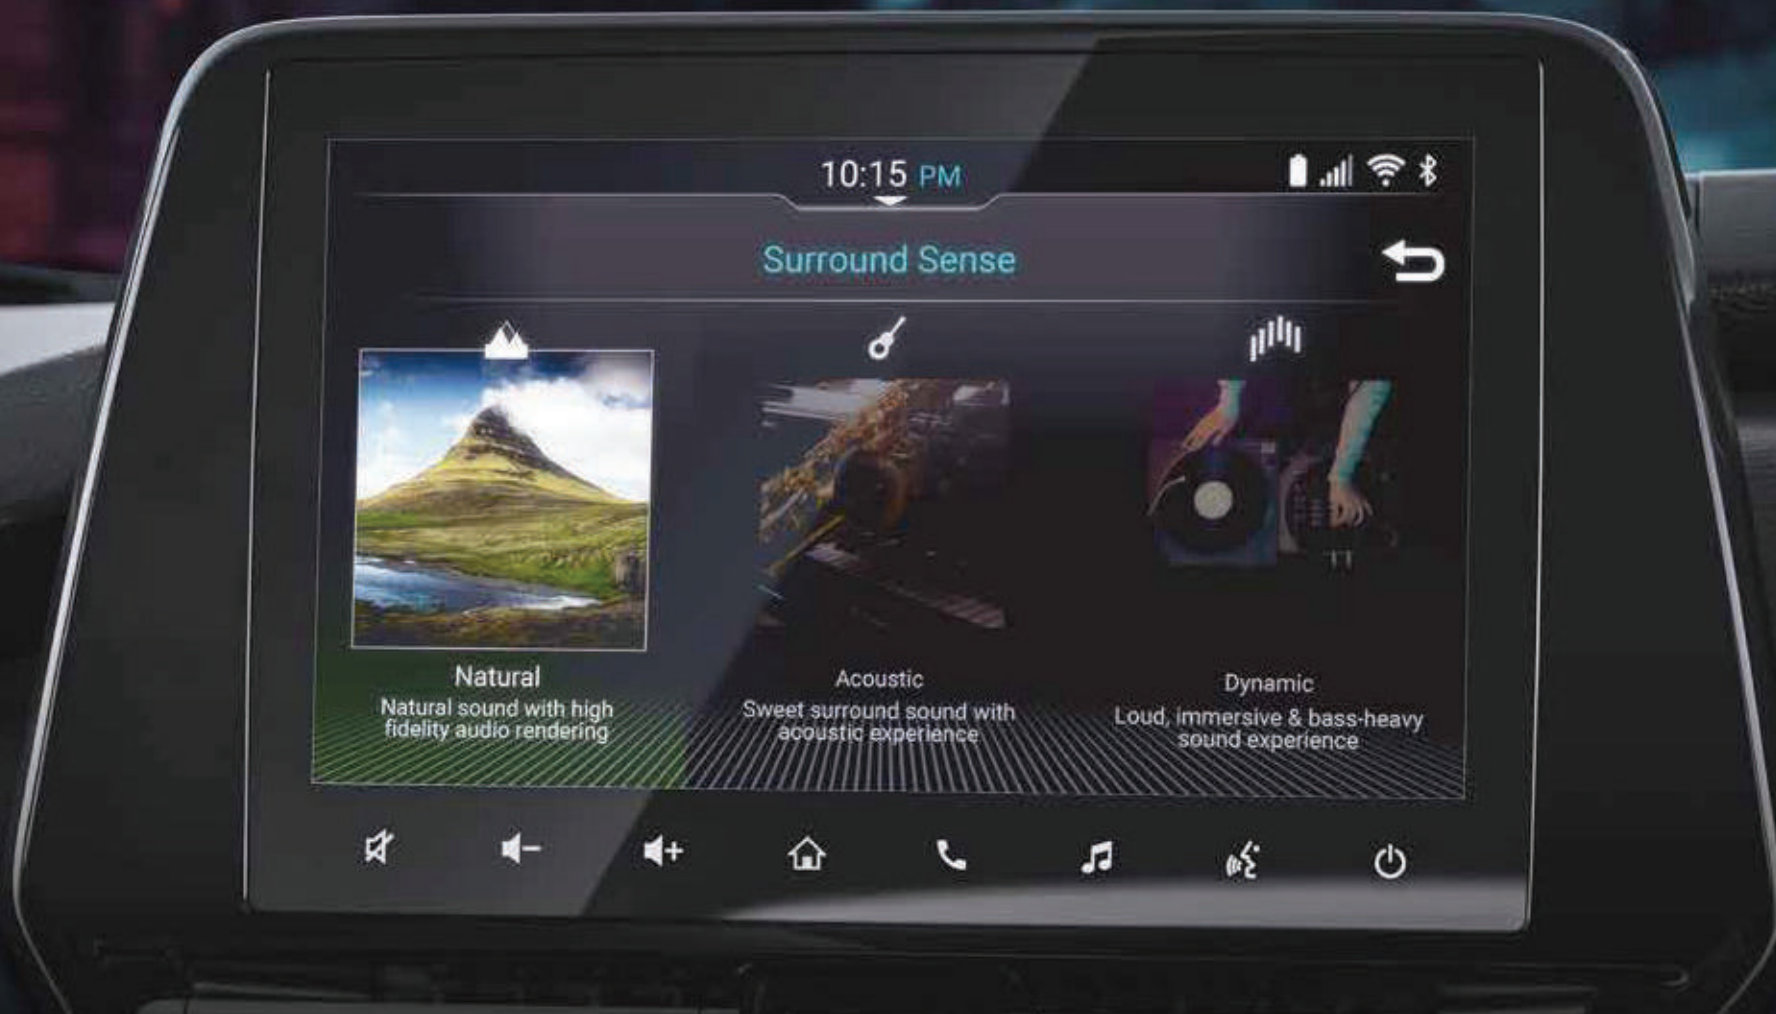 10:15 PM
Surround Sense
Natural
Natural sound with high
fidelity audio rendering
Acoustic
Sweet surround sound with
acoustic experience
Dynamic
Loud, immersive & bass-heavy
sound experience